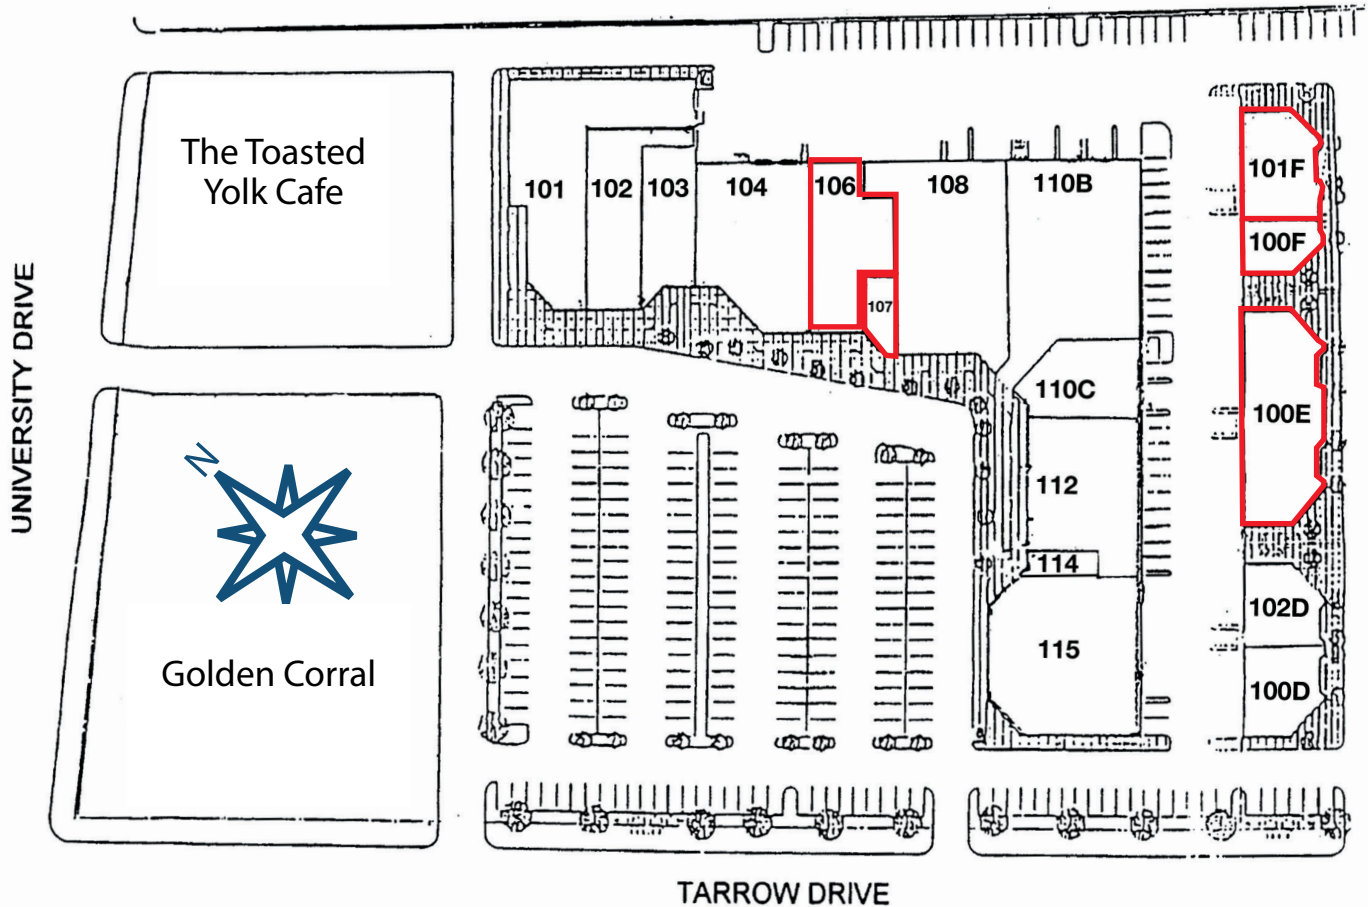 The Toasted
Yolk Cafe
101
102
103
104
106
107
108
110B
101F
100F
100E
110C
112
114
115
102D
100D
UNIVERSITY DRIVE
N
Golden Corral
TARROW DRIVE